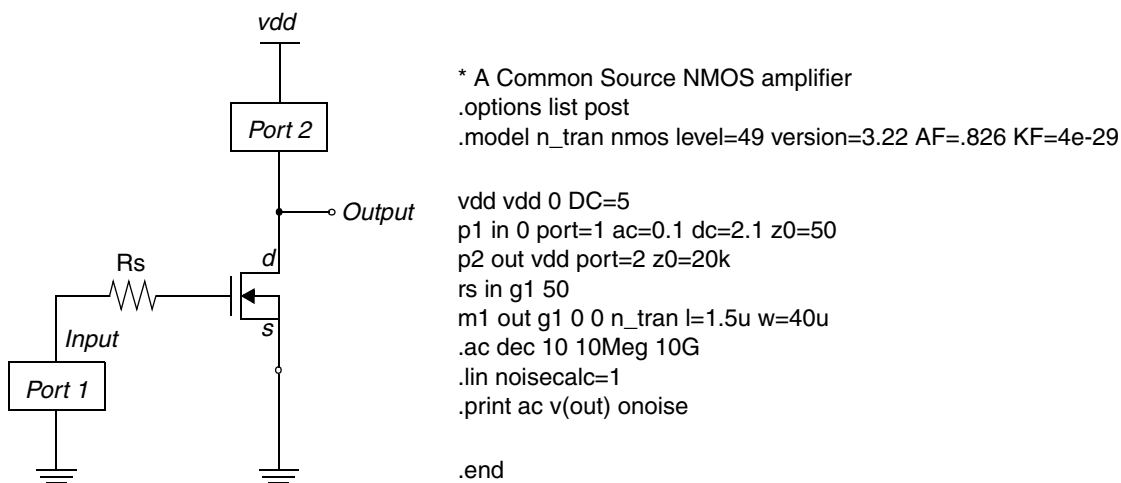 vdd
Port 2
Output
d
Rs
s
Input
Port 1
* A Common Source NMOS amplifier
.options list post
.model n_tran nmos level=49 version=3.22 AF=.826 KF=4e-29
vdd vdd 0 DC=5
p1 in 0 port=1 ac=0.1 dc=2.1 z0=50
p2 out vdd port=2 z0=20k
rs in g1 50
m1 out g1 0 0 n_tran l=1.5u w=40u
.ac dec 10 10Meg 10G
.lin noisecalc=1
.print ac v(out) onoise
.end